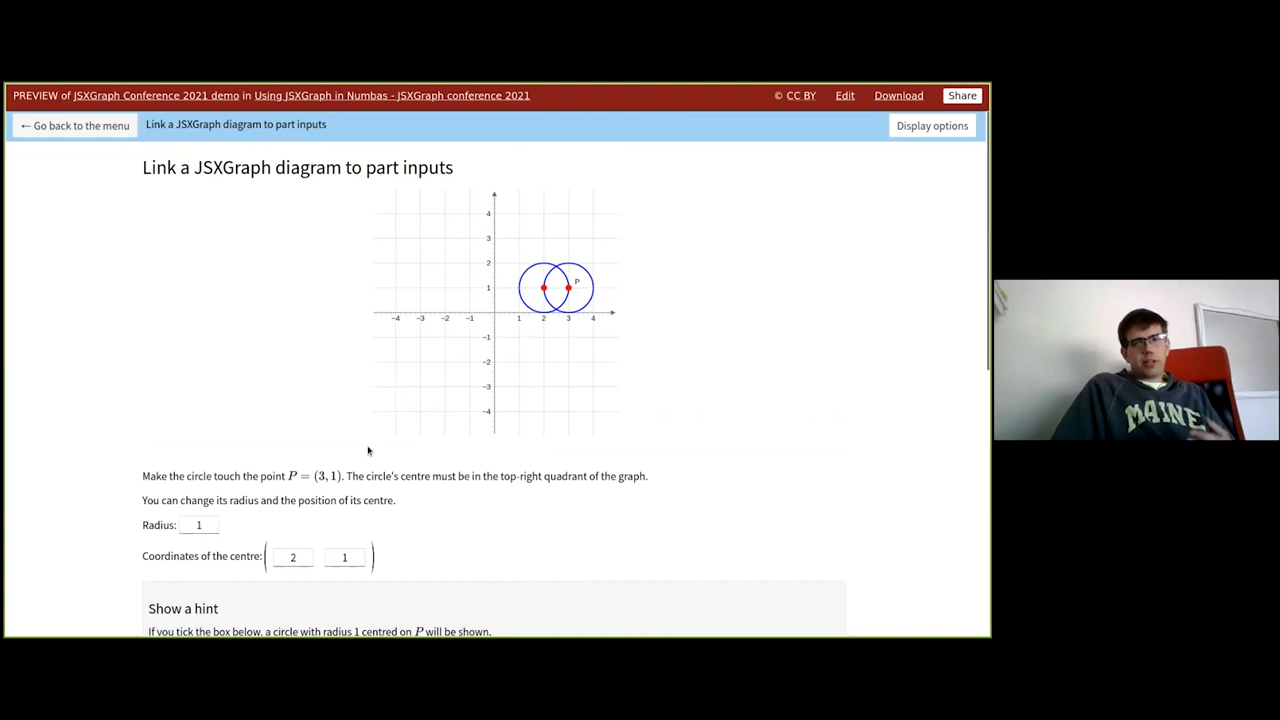 PREVIEW of JSXGraph Conference 2021 demo in Using JSXGraph in Numbas - JSXGraph conference 2021 © CC BY Edit Download Share
← Go back to the menu Link a JSXGraph diagram to part inputs Display options
Link a JSXGraph diagram to part inputs
4
3
2
P
1
−4 −3 −2 −1 1 2 3 4
−1
−2
−3
−4
Make the circle touch the point P = (3, 1). The circle's centre must be in the top-right quadrant of the graph.
MAINE
You can change its radius and the position of its centre.
Radius: 1
Coordinates of the centre: ( 2 1 )
Show a hint
If you tick the box below, a circle with radius 1 centred on P will be shown.